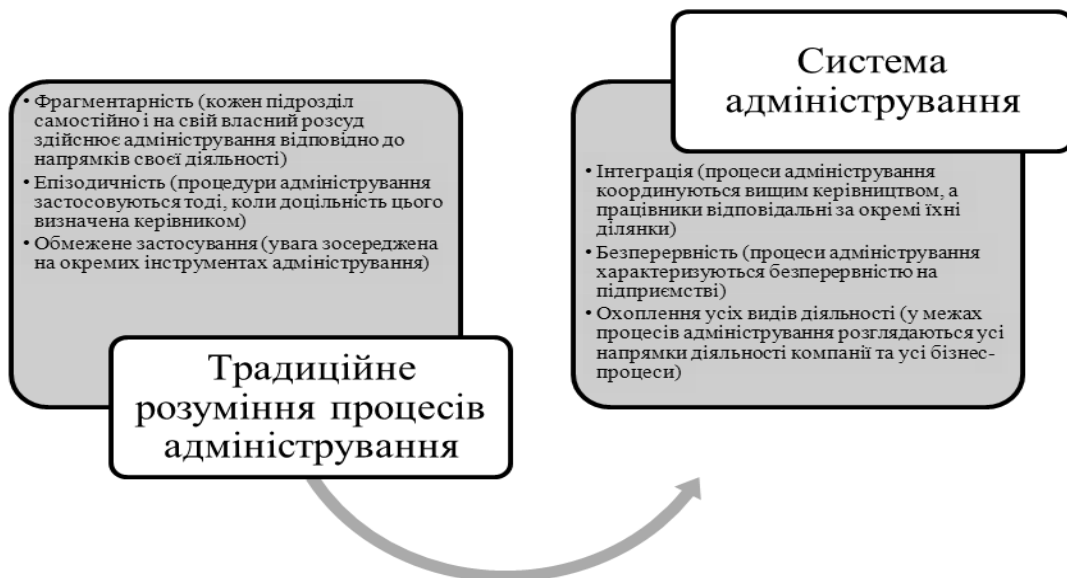 • Фрагментарність (кожен підрозділ
самостійно і на свій власний розсуд
здійснює адміністрування відповідно до
напрямків своєї діяльності)
• Епізодичність (процедури адміністрування
застосовуються тоді, коли доцільність цього
визначена керівником)
• Обмежене застосування (увага зосереджена
на окремих інструментах адміністрування)
Традиційне
розуміння процесів
адміністрування
Система
адміністрування
• Інтеграція (процеси адміністрування
координуються вищим керівництвом, а
працівники відповідальні за окремі їхні
ділянки)
• Безперервність (процеси адміністрування
характеризуються безперервністю на
підприємстві)
• Охоплення усіх видів діяльності (у межах
процесів адміністрування розглядаються усі
напрямки діяльності компанії та усі бізнес-
процеси)